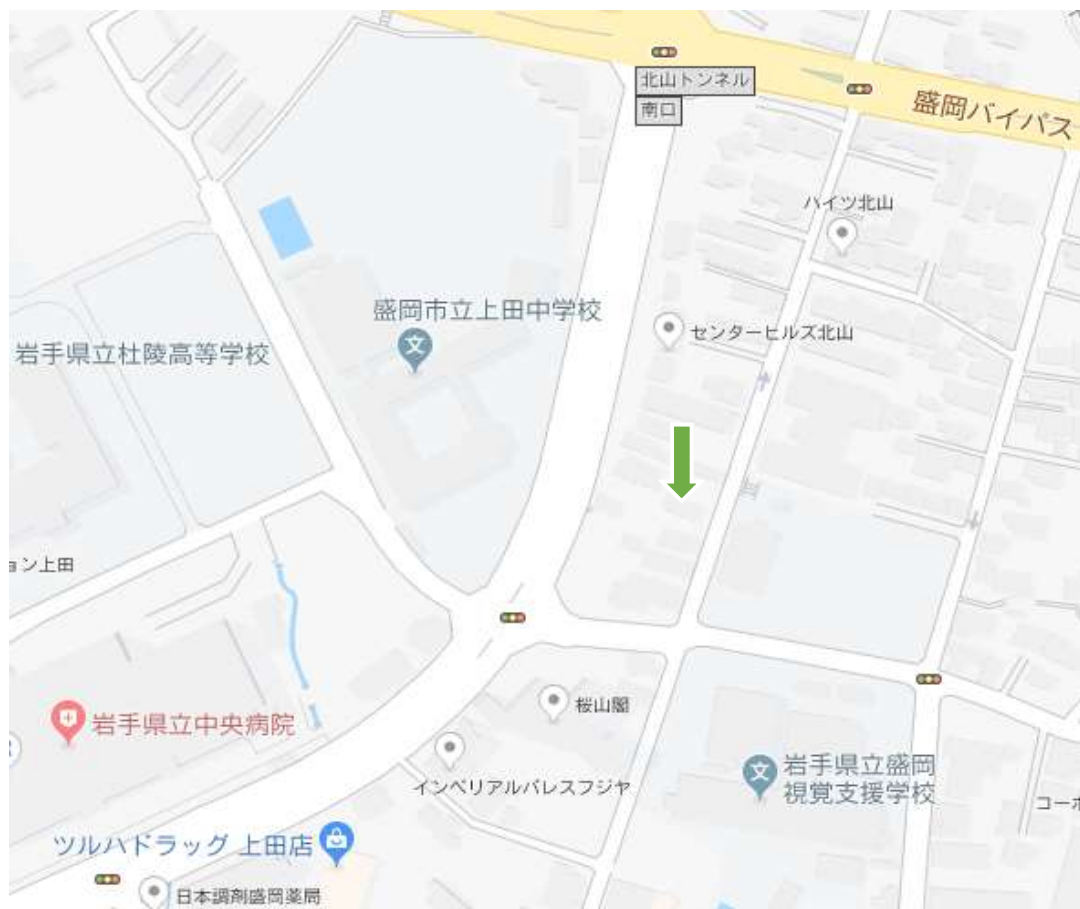 北山トンネル
南口
盛岡バイパス
ハイツ北山
盛岡市立上田中学校
センターヒルズ北山
岩手県立杜陵高等学校
ョン上田
桜山閣
岩手県立中央病院
岩手県立盛岡
視覚支援学校
インペリアルパレスフジヤ
コーポ
ツルハドラッグ 上田店
日本調剤盛岡薬局